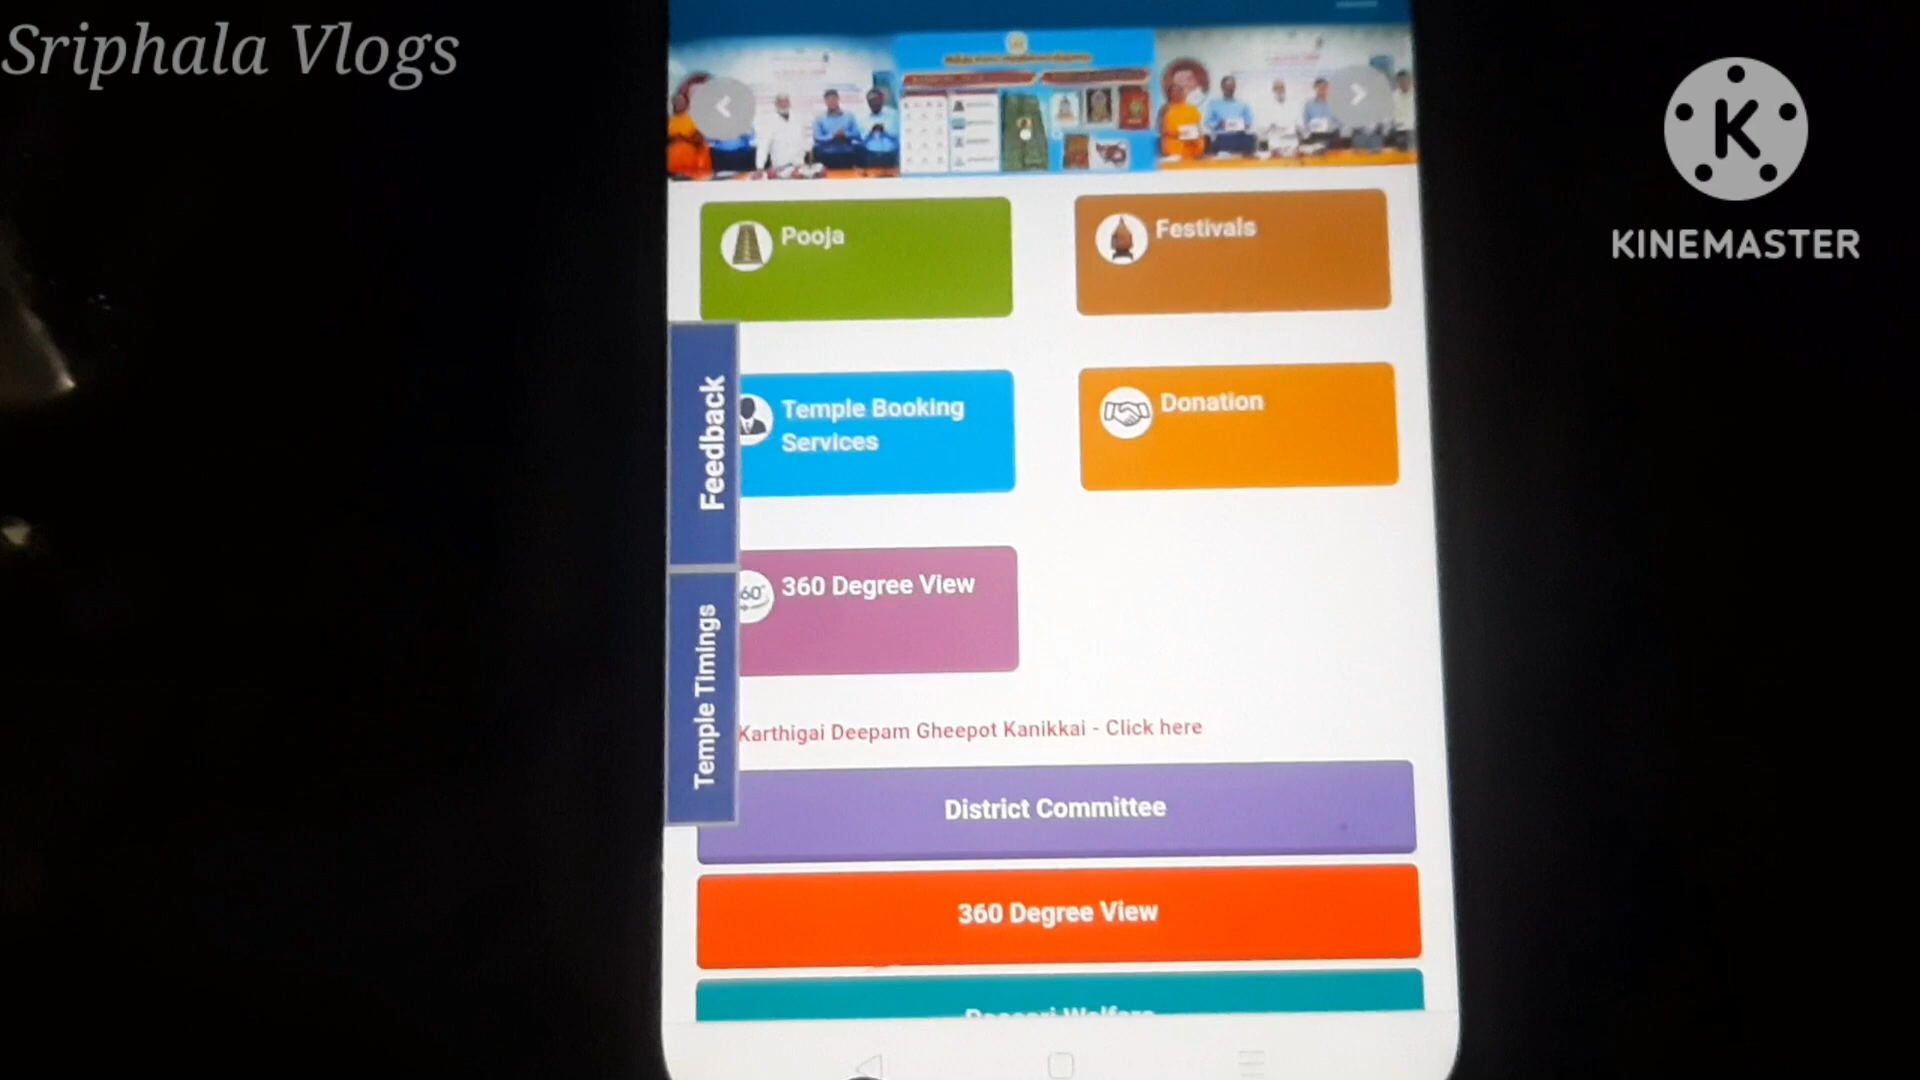 Sriphala Vlogs
K
KINEMASTER
Pooja
Festivals
Feedback
Temple Booking
Services
Donation
360 Degree View
Temple Timings
Karthigai Deepam Gheepot Kanikkai - Click here
District Committee
360 Degree View